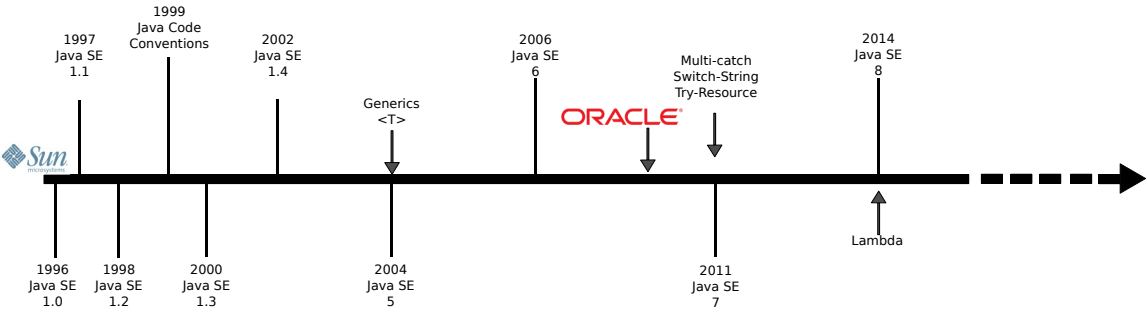 1997
Java SE
1.1
1999
Java Code
Conventions
2002
Java SE
1.4
Generics
<T>
2006
Java SE
6
ORACLE®
Multi-catch
Switch-String
Try-Resource
2014
Java SE
8
Sun
microsystems
1996
Java SE
1.0
1998
Java SE
1.2
2000
Java SE
1.3
2004
Java SE
5
2011
Java SE
7
Lambda